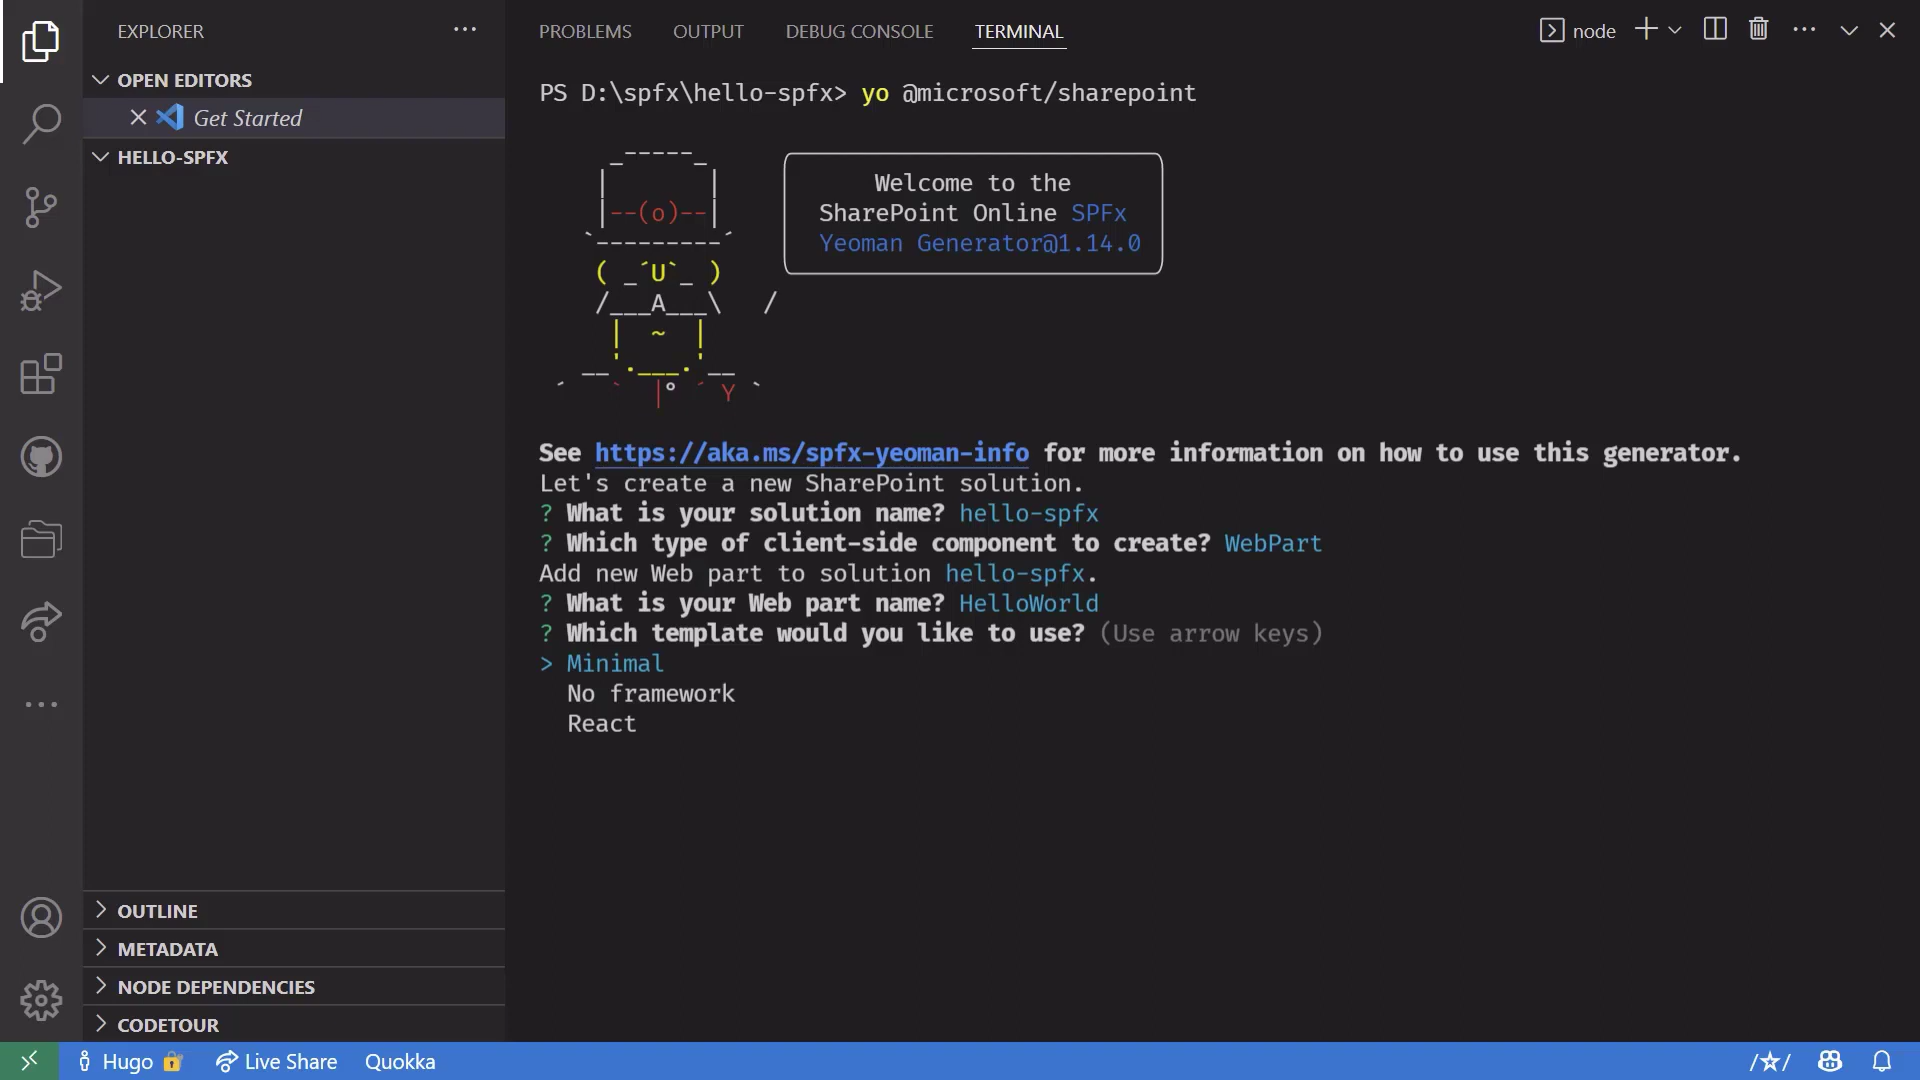 EXPLORER
OPEN EDITORS
Get Started
HELLO-SPFX
OUTLINE
METADATA
NODE DEPENDENCIES
CODETOUR
PROBLEMS OUTPUT DEBUG CONSOLE TERMINAL
node
PS D:\spfx\hello-spfx> yo @microsoft/sharepoint
Welcome to the
SharePoint Online SPFx
Yeoman Generator@1.14.0
See https://aka.ms/spfx-yeoman-info for more information on how to use this generator.
Let's create a new SharePoint solution.
? What is your solution name? hello-spfx
? Which type of client-side component to create? WebPart
Add new Web part to solution hello-spfx.
? What is your Web part name? HelloWorld
? Which template would you like to use? (Use arrow keys)
> Minimal
No framework
React
Hugo Live Share Quokka